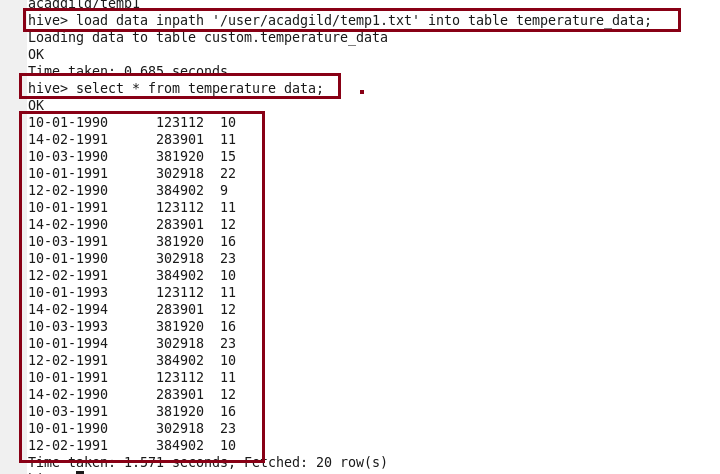 acadgild/temp1
hive> load data inpath '/user/acadgild/temp1.txt' into table temperature_data;
Loading data to table custom.temperature_data
OK
Time taken: 0.685 seconds
hive> select * from temperature_data;
OK
10-01-1990 123112 10
14-02-1991 283901 11
10-03-1990 381920 15
10-01-1991 302918 22
12-02-1990 384902 9
10-01-1991 123112 11
14-02-1990 283901 12
10-03-1991 381920 16
10-01-1990 302918 23
12-02-1991 384902 10
10-01-1993 123112 11
14-02-1994 283901 12
10-03-1993 381920 16
10-01-1994 302918 23
12-02-1991 384902 10
10-01-1991 123112 11
14-02-1990 283901 12
10-03-1991 381920 16
10-01-1990 302918 23
12-02-1991 384902 10
Time taken: 1.571 seconds, Fetched: 20 row(s)